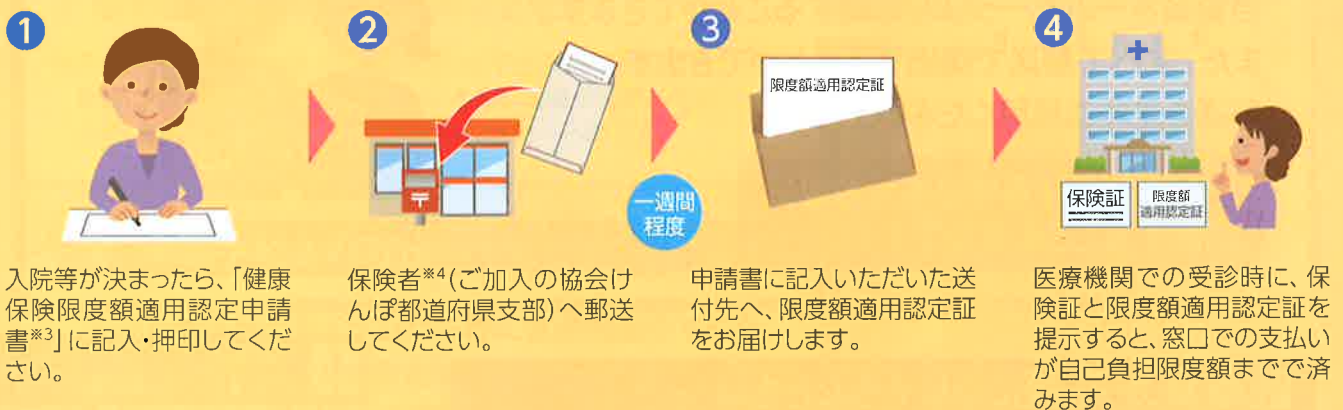 1
入院等が決まったら、「健康
保険限度額適用認定申請
書※3」に記入・押印してくだ
さい。
2
〒
保険者※4(ご加入の協会け
んぽ都道府県支部)へ郵送
してください。
一週間
程度
3
限度額適用認定証
申請書に記入いただいた送
付先へ、限度額適用認定証
をお届けします。
4
保険証
限度額
適用認定証
医療機関での受診時に、保
険証と限度額適用認定証を
提示すると、窓口での支払い
が自己負担限度額までで済
みます。